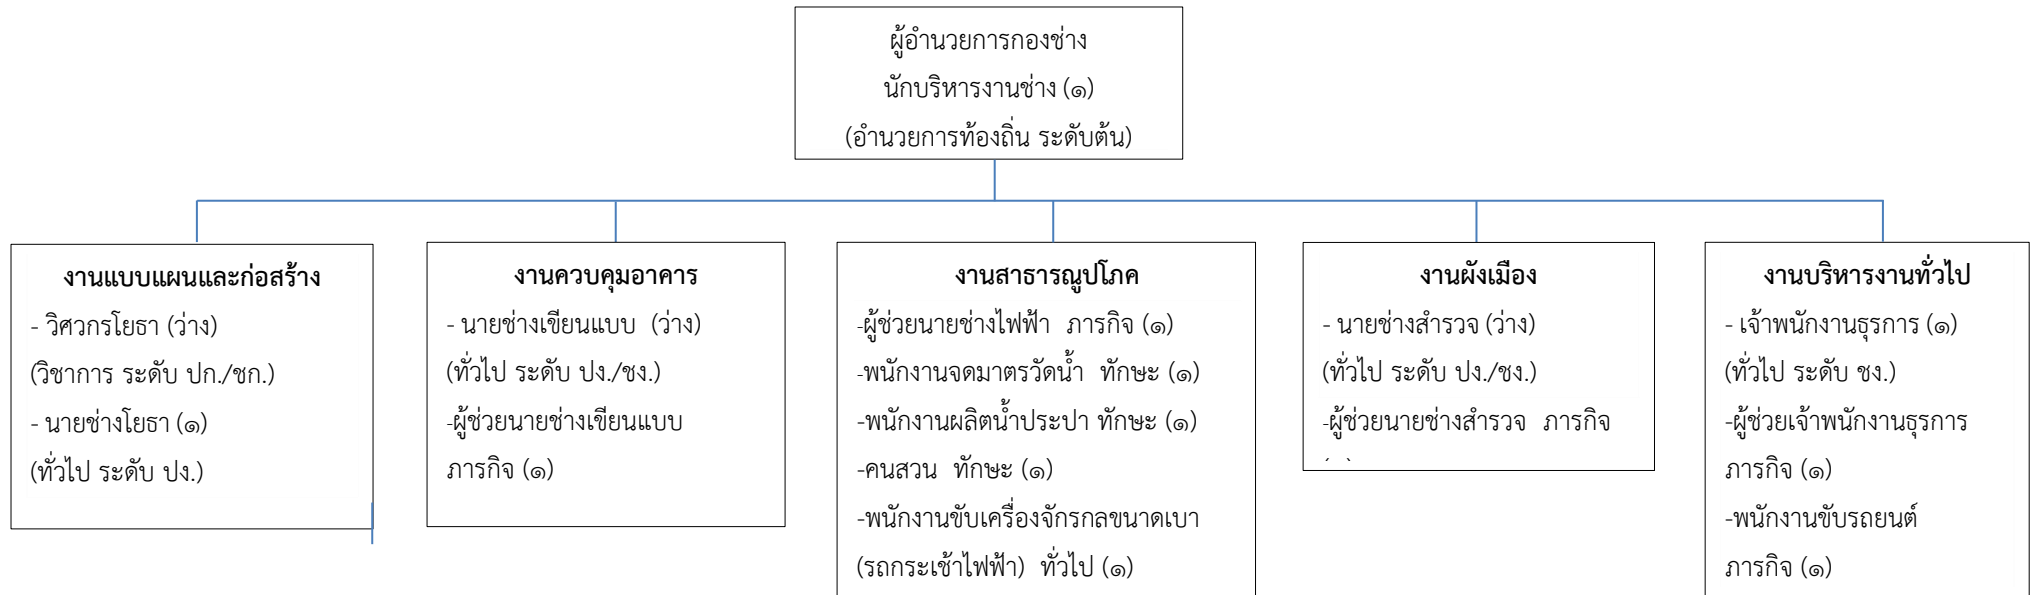 ผู้อำนวยการกองช่าง
นักบริหารงานช่าง (๑)
(อำนวยการท้องถิ่น ระดับต้น)
งานแบบแผนและก่อสร้าง
- วิศวกรโยธา (ว่าง)
(วิชาการ ระดับ ปก./ชก.)
- นายช่างโยธา (๑)
(ทั่วไป ระดับ ปง.)
งานควบคุมอาคาร
- นายช่างเขียนแบบ (ว่าง)
(ทั่วไป ระดับ ปง./ชง.)
-ผู้ช่วยนายช่างเขียนแบบ
ภารกิจ (๑)
งานสาธารณูปโภค
-ผู้ช่วยนายช่างไฟฟ้า ภารกิจ (๑)
-พนักงานจดมาตรวัดน้ำ ทักษะ (๑)
-พนักงานผลิตน้ำประปา ทักษะ (๑)
-คนสวน ทักษะ (๑)
-พนักงานขับเครื่องจักรกลขนาดเบา
(รถกระเช้าไฟฟ้า) ทั่วไป (๑)
งานผังเมือง
- นายช่างสำรวจ (ว่าง)
(ทั่วไป ระดับ ปง./ชง.)
-ผู้ช่วยนายช่างสำรวจ ภารกิจ
งานบริหารงานทั่วไป
- เจ้าพนักงานธุรการ (๑)
(ทั่วไป ระดับ ชง.)
-ผู้ช่วยเจ้าพนักงานธุรการ
ภารกิจ (๑)
-พนักงานขับรถยนต์
ภารกิจ (๑)